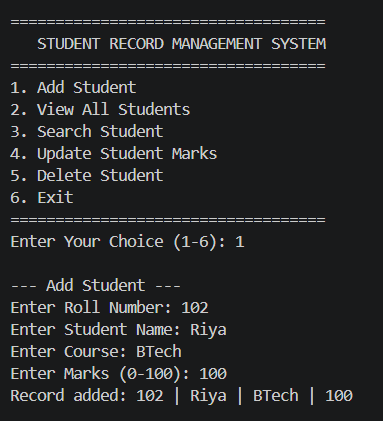 ===================================
STUDENT RECORD MANAGEMENT SYSTEM
===================================
1. Add Student
2. View All Students
3. Search Student
4. Update Student Marks
5. Delete Student
6. Exit
===================================
Enter Your Choice (1-6): 1
--- Add Student ---
Enter Roll Number: 102
Enter Student Name: Riya
Enter Course: BTech
Enter Marks (0-100): 100
Record added: 102 | Riya | BTech | 100